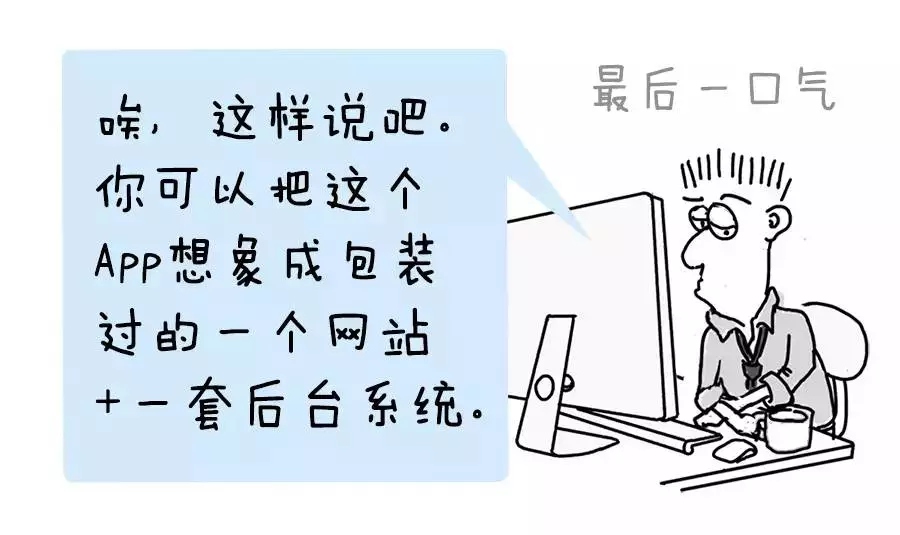 最后一口气
唉，这样说吧。
你可以把这个
App想象成包装
过的一个网站
+一套后台系统。